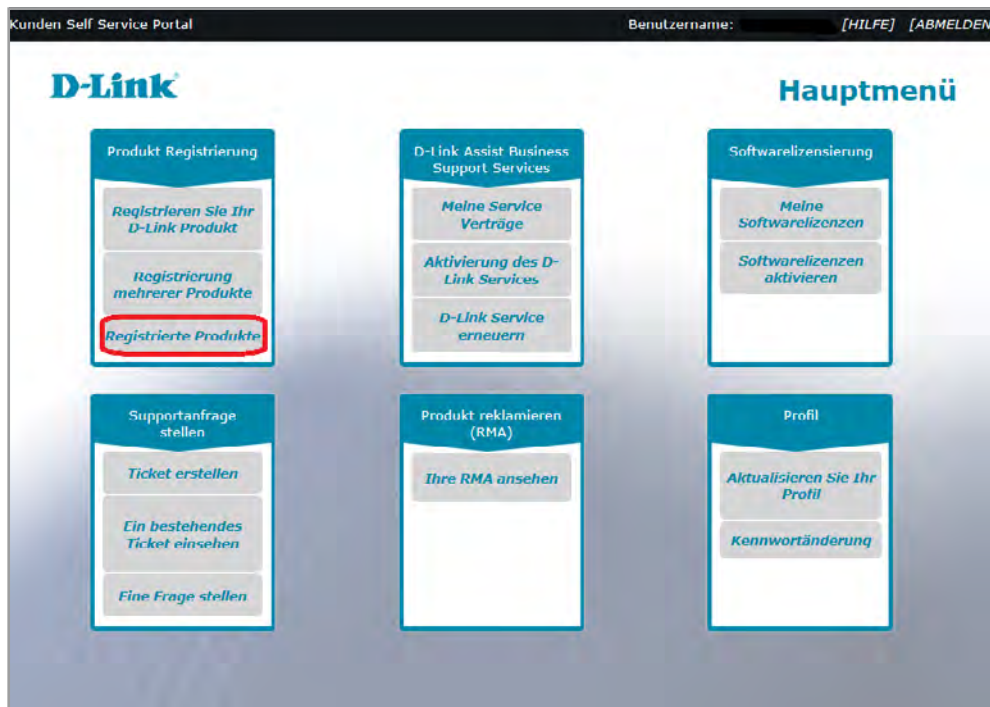 Kunden Self Service Portal
Benutzername: [HILFE] [ABMELDEN
D-Link
Hauptmenü
Produkt Registrierung
Registrieren Sie Ihr
D-Link Produkt
Registrierung
mehrerer Produkte
Registrierte Produkte
D-Link Assist Business
Support Services
Meine Service
Verträge
Aktivierung des D-
Link Services
D-Link Service
erneuern
Softwarelizensierung
Meine
Softwarelizenzen
Softwarelizenzen
aktivieren
Supportanfrage
stellen
Ticket erstellen
Ein bestehendes
Ticket einsehen
Eine Frage stellen
Produkt reklamieren
(RMA)
Ihre RMA ansehen
Profil
Aktualisieren Sie Ihr
Profil
Kennwortänderung